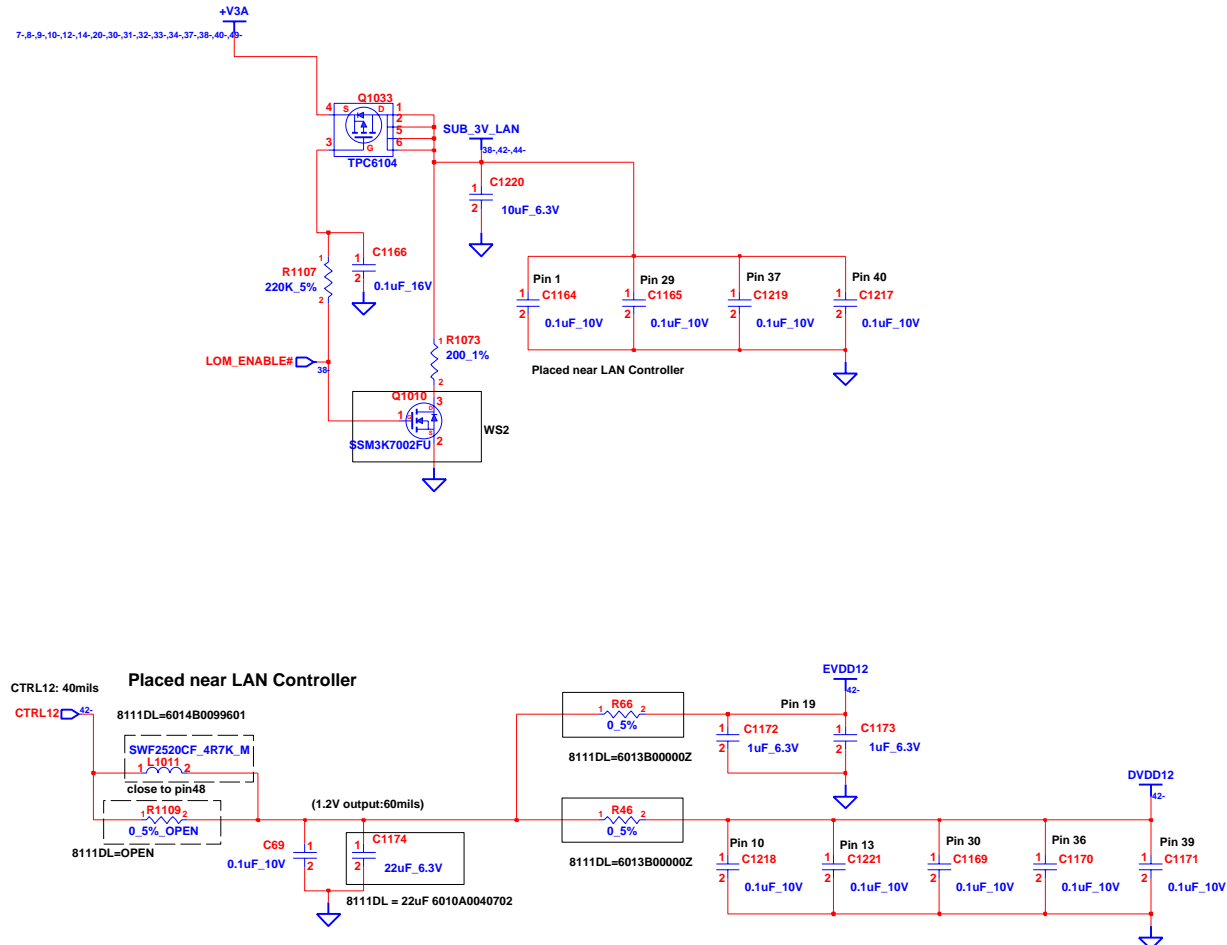 +V3A
7-,8-,9-,10-,12-,14-,20-,30-,31-,32-,33-,34-,37-,38-,40-,49-
Q1033
4 S D 1
2
5
3 G 6
TPC6104
SUB_3V_LAN
38-,42-,44-
1 C1220
2 10uF_6.3V
1 C1166
R1107 1 2
220K_5% 0.1uF_16V
2
Pin 1 Pin 29 Pin 37 Pin 40
1 C1164 1 C1165 1 C1219 1 C1217
2 0.1uF_10V 2 0.1uF_10V 2 0.1uF_10V 2 0.1uF_10V
Placed near LAN Controller
1 R1073
200_1%
2
LOM_ENABLE# 38-
Q1010
3
1 G D
S
2
SSM3K7002FU
WS2
Placed near LAN Controller
CTRL12: 40mils
CTRL12 42-
8111DL=6014B0099601
SWF2520CF_4R7K_M
1 L1011 2
close to pin48
1 R1109 2
0_5%_OPEN
8111DL=OPEN
(1.2V output:60mils)
C69 1
0.1uF_10V 2
1 C1174
2 22uF_6.3V
8111DL = 22uF 6010A0040702
1 R66 2
0_5%
8111DL=6013B00000Z
EVDD12
42-
Pin 19
1 C1172 1 C1173
2 1uF_6.3V 2 1uF_6.3V
1 R46 2
0_5%
8111DL=6013B00000Z
DVDD12
42-
Pin 10 Pin 13 Pin 30 Pin 36 Pin 39
1 C1218 1 C1221 1 C1169 1 C1170 1 C1171
2 0.1uF_10V 2 0.1uF_10V 2 0.1uF_10V 2 0.1uF_10V 2 0.1uF_10V